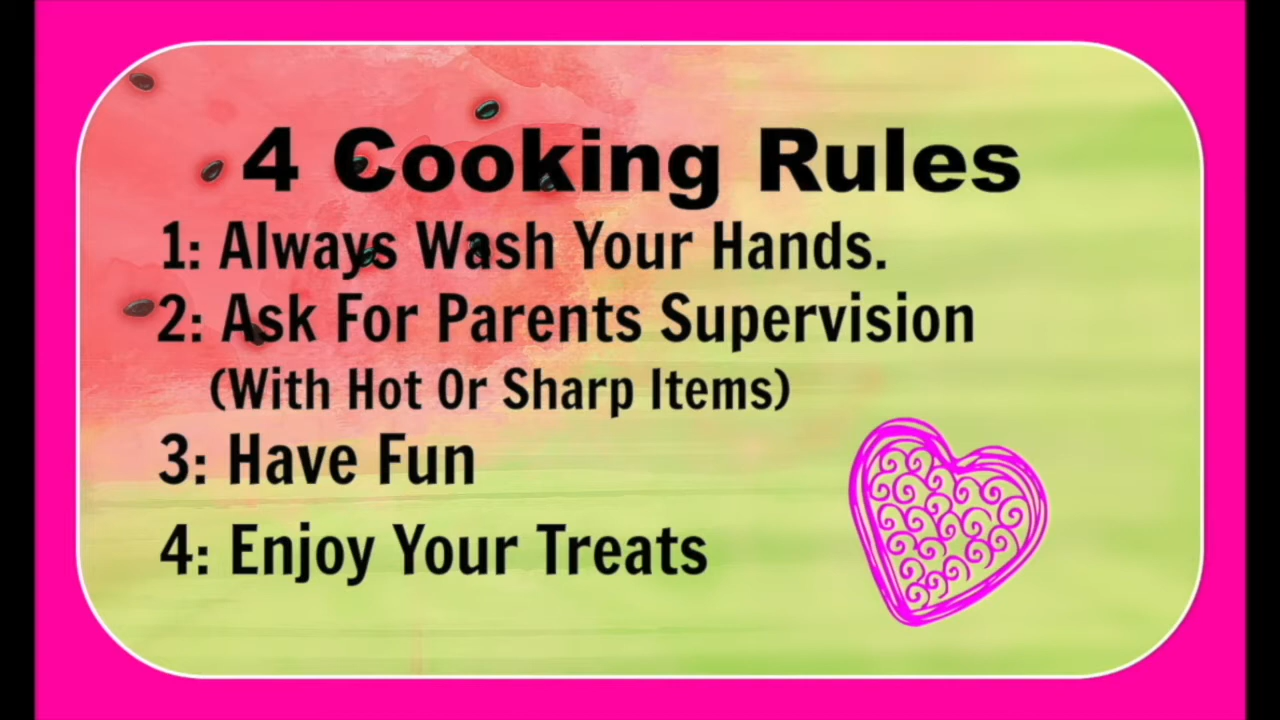 4 Cooking Rules
1: Always Wash Your Hands.
2: Ask For Parents Supervision
(With Hot Or Sharp Items)
3: Have Fun
4: Enjoy Your Treats